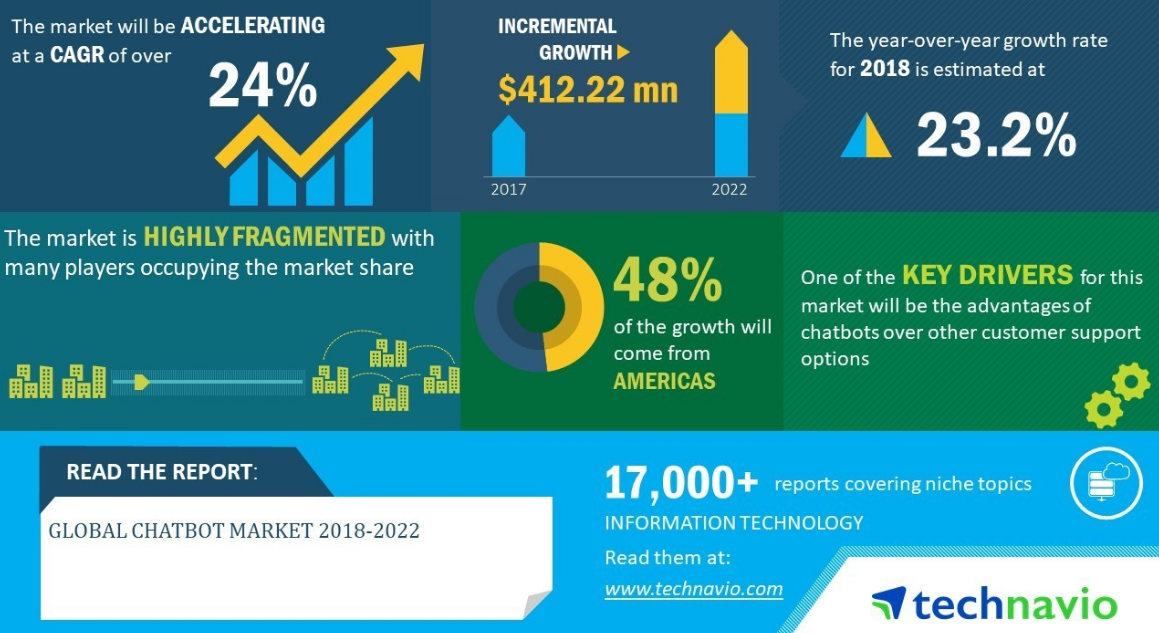 The market will be ACCELERATING
at a CAGR of over
24%
INCREMENTAL
GROWTH
$412.22 mn
2017
2022
The year-over-year growth rate
for 2018 is estimated at
23.2%
The market is HIGHLY FRAGMENTED with
many players occupying the market share
48%
of the growth will
come from
AMERICAS
One of the KEY DRIVERS for this
market will be the advantages of
chatbots over other customer support
options
READ THE REPORT:
GLOBAL CHATBOT MARKET 2018-2022
17,000+ reports covering niche topics
INFORMATION TECHNOLOGY
Read them at:
www.technavio.com
technavio